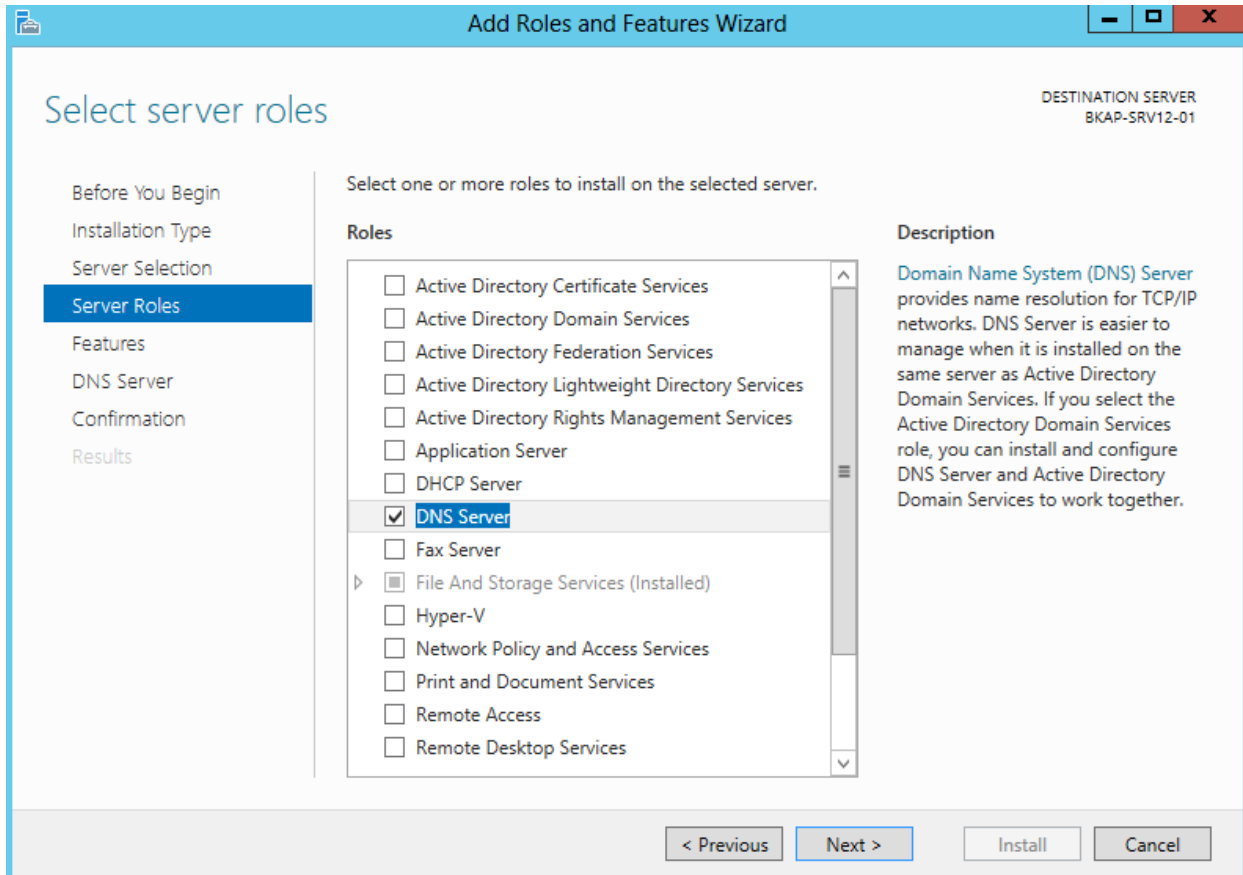 Add Roles and Features Wizard
Select server roles
DESTINATION SERVER
BKAP-SRV12-01
Before You Begin
Installation Type
Server Selection
Server Roles
Features
DNS Server
Confirmation
Results
Select one or more roles to install on the selected server.
Roles
Active Directory Certificate Services
Active Directory Domain Services
Active Directory Federation Services
Active Directory Lightweight Directory Services
Active Directory Rights Management Services
Application Server
DHCP Server
DNS Server
Fax Server
File And Storage Services (Installed)
Hyper-V
Network Policy and Access Services
Print and Document Services
Remote Access
Remote Desktop Services
Description
Domain Name System (DNS) Server
provides name resolution for TCP/IP
networks. DNS Server is easier to
manage when it is installed on the
same server as Active Directory
Domain Services. If you select the
Active Directory Domain Services
role, you can install and configure
DNS Server and Active Directory
Domain Services to work together.
< Previous
Next >
Install
Cancel